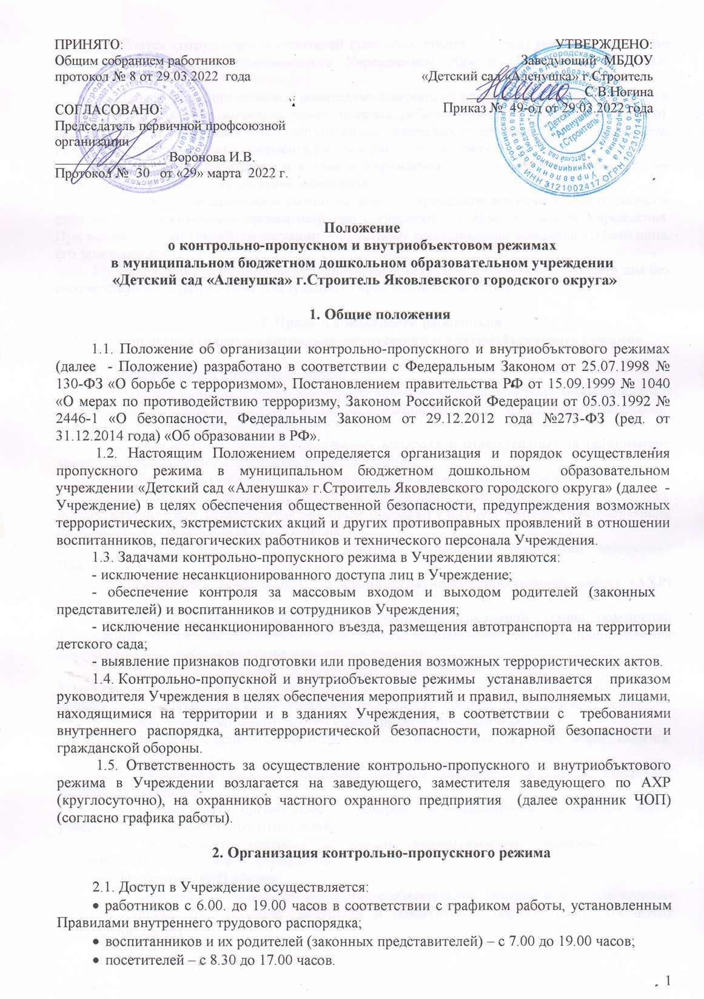 ПРИНЯТО:
Общим собранием работников
протокол № 8 от 29.03.2022 года
СОГЛАСОВАНО:
Председатель первичной профсоюзной
организации
Воронова И.В.
Протокол № 30 от «29» марта 2022 г.
УТВЕРЖДЕНО:
Заведующий МБДОУ
«Детский сад «Аленушка» г.Строитель
С.В.Ногина
Приказ № 49-од от 29.03.2022 года
МБДОУ
"Детский сад
"Аленушка"
г.Строитель"
ИНН 3121002417 ОГРН
Положение
о контрольно-пропускном и внутриобъектовом режимах
в муниципальном бюджетном дошкольном образовательном учреждении
«Детский сад «Аленушка» г.Строитель Яковлевского городского округа»
1. Общие положения
1.1. Положение об организации контрольно-пропускного и внутриобъктового режимах
(далее - Положение) разработано в соответствии с Федеральным Законом от 25.07.1998 №
130-ФЗ «О борьбе с терроризмом», Постановлением правительства РФ от 15.09.1999 № 1040
«О мерах по противодействию терроризму, Законом Российской Федерации от 05.03.1992 №
2446-1 «О безопасности, Федеральным Законом от 29.12.2012 года №273-ФЗ (ред. от
31.12.2014 года) «Об образовании в РФ».
1.2. Настоящим Положением определяется организация и порядок осуществления
пропускного режима в муниципальном бюджетном дошкольном образовательном
учреждении «Детский сад «Аленушка» г.Строитель Яковлевского городского округа» (далее -
Учреждение) в целях обеспечения общественной безопасности, предупреждения возможных
террористических, экстремистских акций и других противоправных проявлений в отношении
воспитанников, педагогических работников и технического персонала Учреждения.
1.3. Задачами контрольно-пропускного режима в Учреждении являются:
- исключение несанкционированного доступа лиц в Учреждение;
- обеспечение контроля за массовым входом и выходом родителей (законных
представителей) и воспитанников и сотрудников Учреждения;
- исключение несанкционированного въезда, размещения автотранспорта на территории
детского сада;
- выявление признаков подготовки или проведения возможных террористических актов.
1.4. Контрольно-пропускной и внутриобъектовые режимы устанавливается приказом
руководителя Учреждения в целях обеспечения мероприятий и правил, выполняемых лицами,
находящимися на территории и в зданиях Учреждения, в соответствии с требованиями
внутреннего распорядка, антитеррористической безопасности, пожарной безопасности и
гражданской обороны.
1.5. Ответственность за осуществление контрольно-пропускного и внутриобъктового
режима в Учреждении возлагается на заведующего, заместителя заведующего по АХР
(круглосуточно), на охранников частного охранного предприятия (далее охранник ЧОП)
(согласно графика работы).
2. Организация контрольно-пропускного режима
2.1. Доступ в Учреждение осуществляется:
• работников с 6.00. до 19.00 часов в соответствии с графиком работы, установленным
Правилами внутреннего трудового распорядка;
• воспитанников и их родителей (законных представителей) – с 7.00 до 19.00 часов;
• посетителей – с 8.30 до 17.00 часов.
1